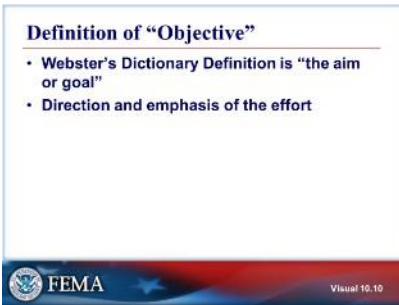 Definition of “Objective”
• Webster’s Dictionary Definition is “the aim
or goal”
• Direction and emphasis of the effort
FEMA
Visual 10.10